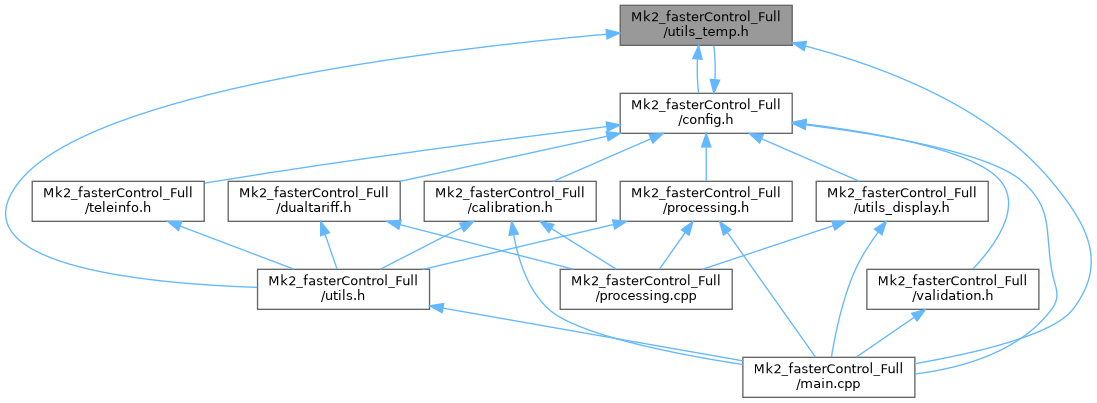 Mk2_fasterControl_Full
/utils_temp.h
Mk2_fasterControl_Full
/config.h
Mk2_fasterControl_Full
/teleinfo.h
Mk2_fasterControl_Full
/dualtariff.h
Mk2_fasterControl_Full
/calibration.h
Mk2_fasterControl_Full
/processing.h
Mk2_fasterControl_Full
/utils_display.h
Mk2_fasterControl_Full
/utils.h
Mk2_fasterControl_Full
/processing.cpp
Mk2_fasterControl_Full
/validation.h
Mk2_fasterControl_Full
/main.cpp